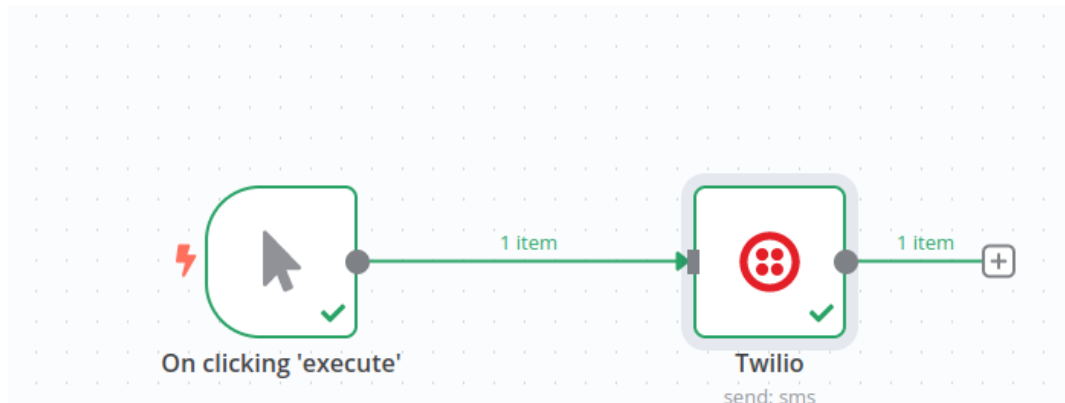 1 item
1 item
On clicking 'execute'
Twilio
send: sms